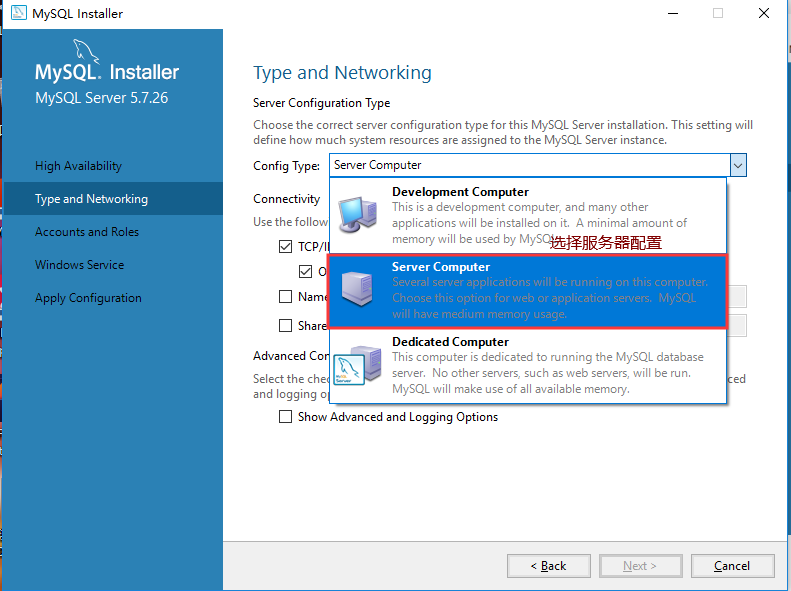 MySQL Installer
MySQL. Installer
MySQL Server 5.7.26
High Availability
Type and Networking
Accounts and Roles
Windows Service
Apply Configuration
Type and Networking
Server Configuration Type
Choose the correct server configuration type for this MySQL Server installation. This setting will
define how much system resources are assigned to the MySQL Server instance.
Config Type:
Server Computer
Connectivity
Use the follow
TCP/I
O
Name
Share
Development Computer
This is a development computer, and many other
applications will be installed on it. A minimal amount of
memory will be used by MySQL
选择服务器配置
Server Computer
Several server applications will be running on this computer.
Choose this option for web or application servers. MySQL
will have medium memory usage.
Dedicated Computer
This computer is dedicated to running the MySQL database
server. No other servers, such as web servers, will be run.
MySQL will make use of all available memory.
MySQL
Server
Advanced Con
Select the chec
ced
and logging op
Show Advanced and Logging Options
< Back
Next >
Cancel